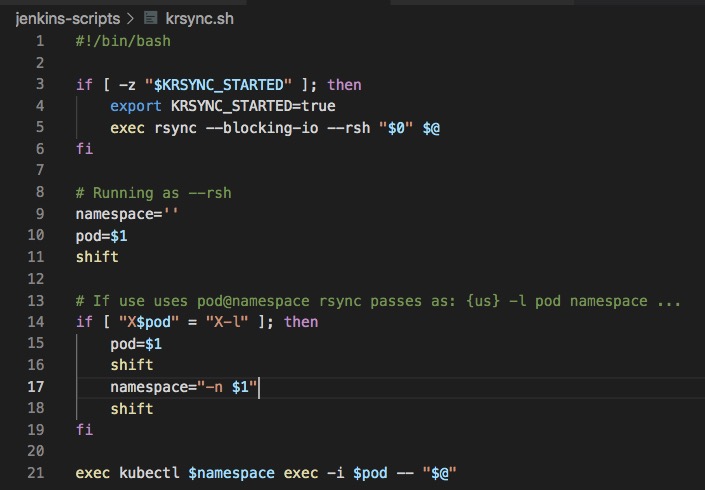 jenkins-scripts > krsync.sh
1 #!/bin/bash
2
3 if [ -z "$KRSYNC_STARTED" ]; then
4     export KRSYNC_STARTED=true
5     exec rsync --blocking-io --rsh "$0" $@
6 fi
7
8 # Running as --rsh
9 namespace=''
10 pod=$1
11 shift
12
13 # If use uses pod@namespace rsync passes as: {us} -l pod namespace ...
14 if [ "X$pod" = "X-l" ]; then
15     pod=$1
16     shift
17     namespace="-n $1"
18     shift
19 fi
20
21 exec kubectl $namespace exec -i $pod -- "$@"